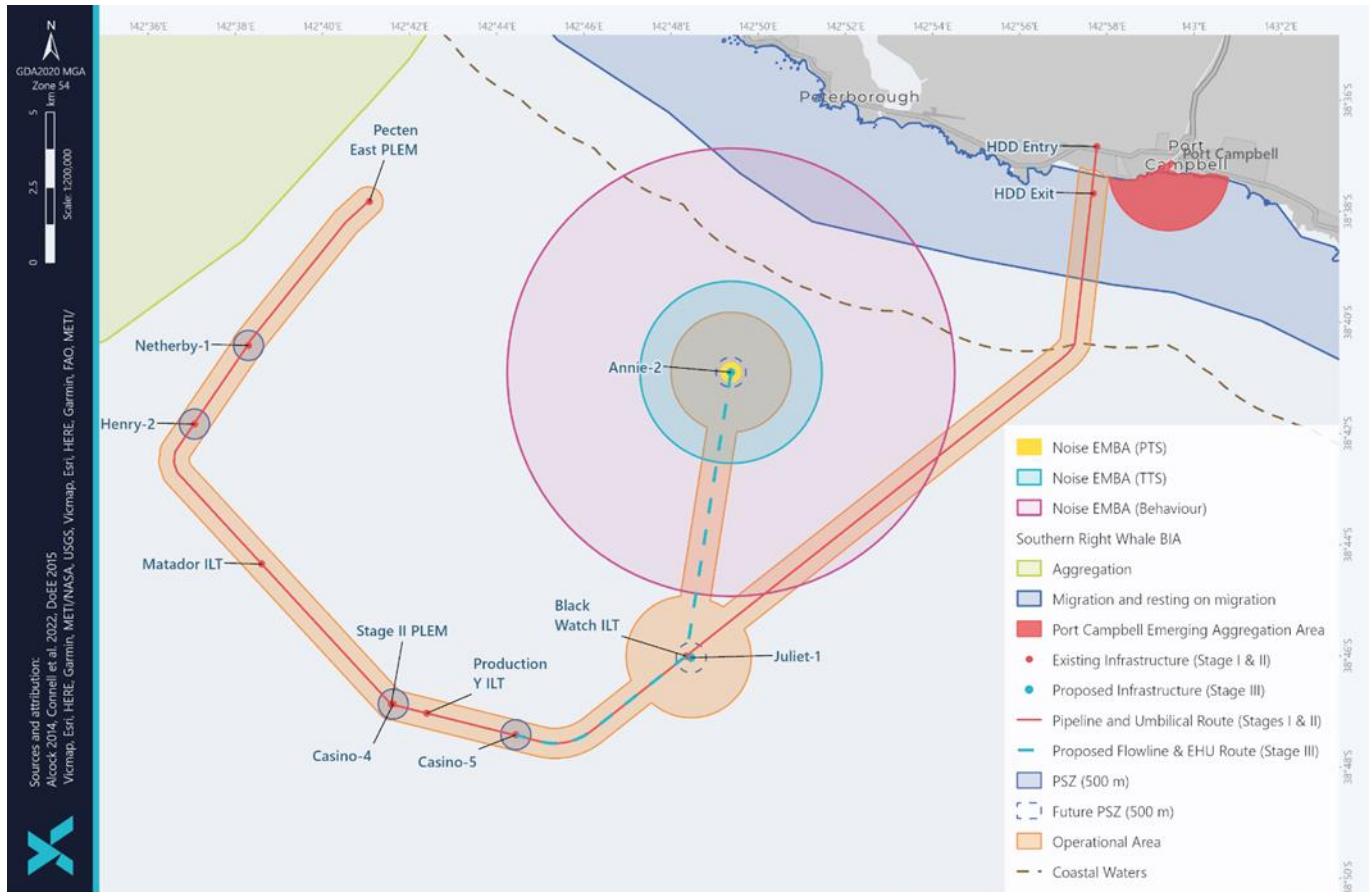 N
GDA2020 MGA
Zone 54
0 2.5 5
km
Scale: 1:200,000
Sources and attribution:
Alcock 2014, Connell et al. 2022, DoEE 2015
Vicmap, Esri, HERE, Garmin, METI/NASA, USGS, Vicmap, Esri, HERE, Garmin, FAO, METI/
142°36'E 142°38'E 142°40'E 142°42'E 142°44'E 142°46'E 142°48'E 142°50'E 142°52'E 142°54'E 142°56'E 142°58'E 143°E 143°2'E
38°36'S
38°38'S
38°40'S
38°42'S
38°44'S
38°46'S
38°48'S
38°50'S
Peterborough
Pecten
East PLEM
HDD Entry
Port
Campbell
Port Campbell
HDD Exit
Netherby-1
Annie-2
Henry-2
Matador ILT
Black
Watch ILT
Stage II PLEM
Juliet-1
Production
Y ILT
Casino-4
Casino-5
Noise EMBA (PTS)
Noise EMBA (TTS)
Noise EMBA (Behaviour)
Southern Right Whale BIA
Aggregation
Migration and resting on migration
Port Campbell Emerging Aggregation Area
Existing Infrastructure (Stage I & II)
Proposed Infrastructure (Stage III)
Pipeline and Umbilical Route (Stages I & II)
Proposed Flowline & EHU Route (Stage III)
PSZ (500 m)
Future PSZ (500 m)
Operational Area
Coastal Waters